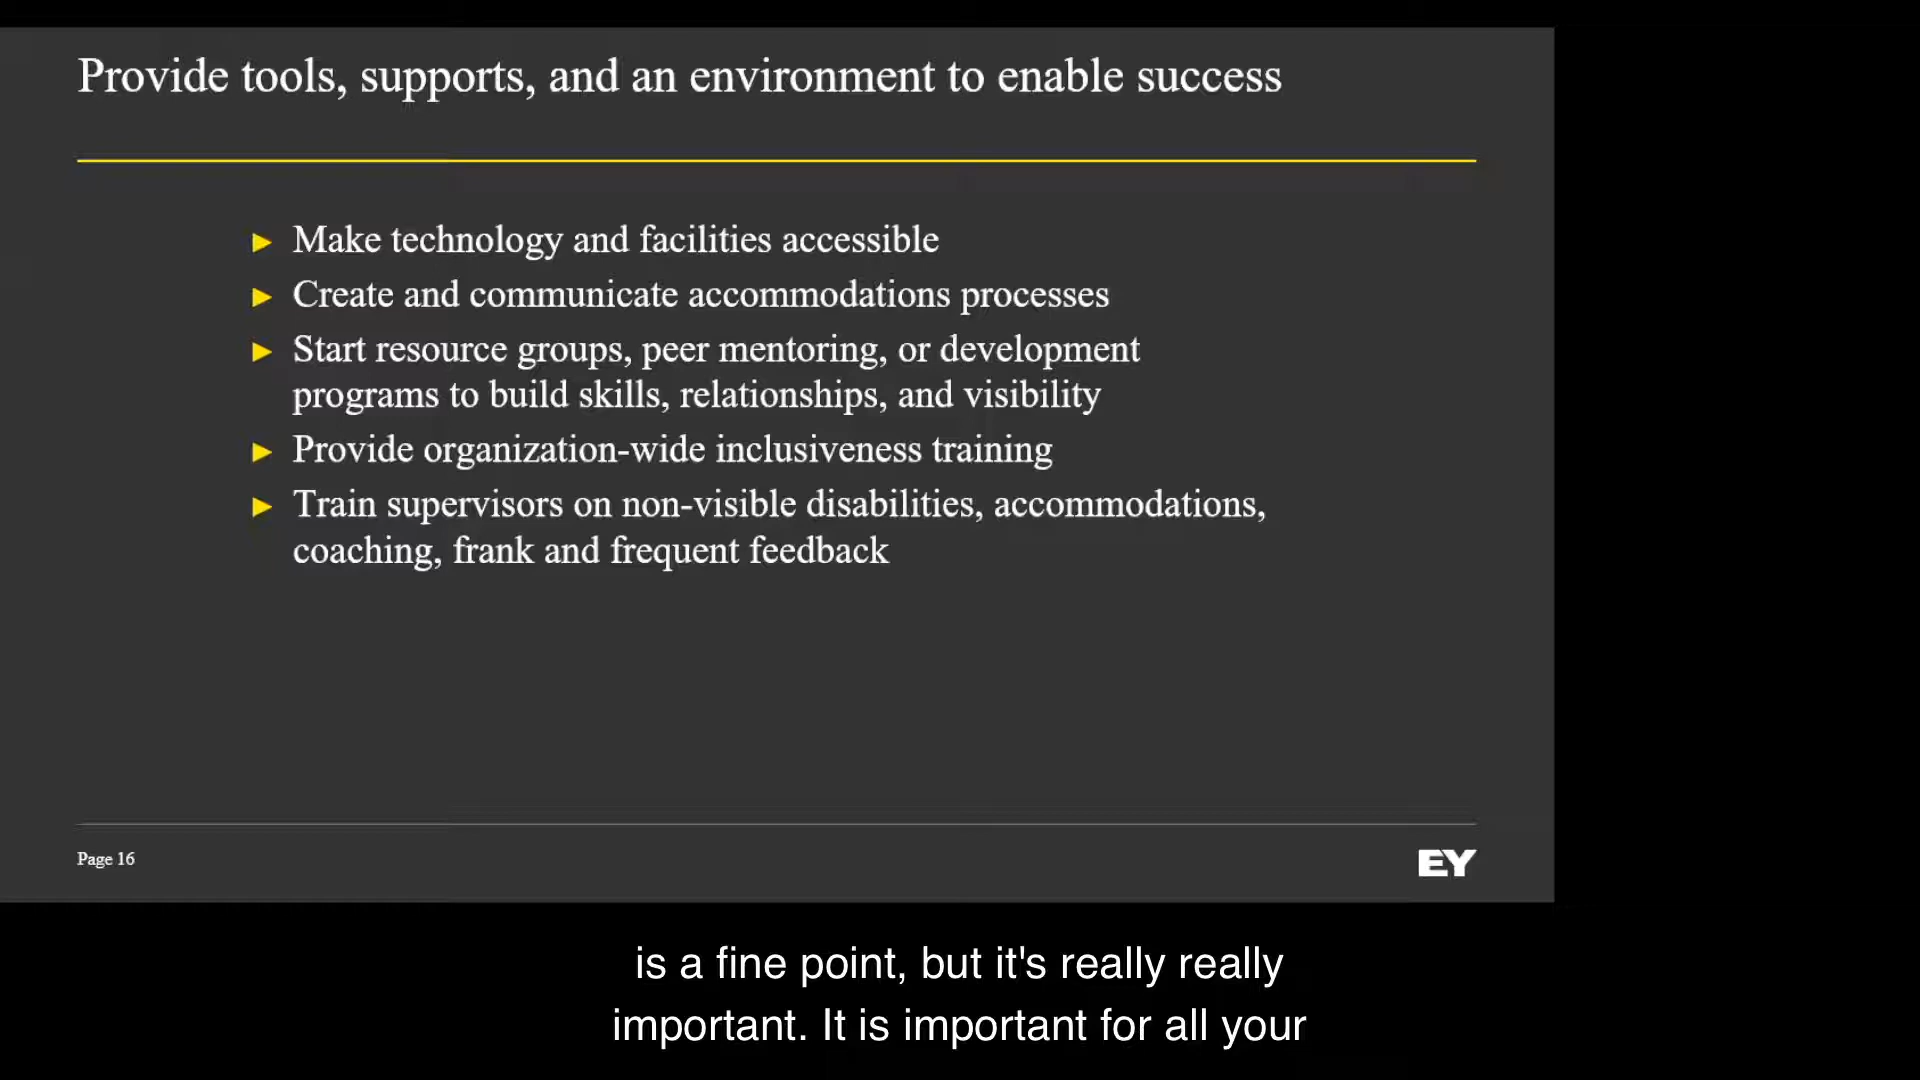 Provide tools, supports, and an environment to enable success
► Make technology and facilities accessible
► Create and communicate accommodations processes
► Start resource groups, peer mentoring, or development
programs to build skills, relationships, and visibility
► Provide organization-wide inclusiveness training
► Train supervisors on non-visible disabilities, accommodations,
coaching, frank and frequent feedback
Page 16
EY
is a fine point, but it's really really
important. It is important for all your